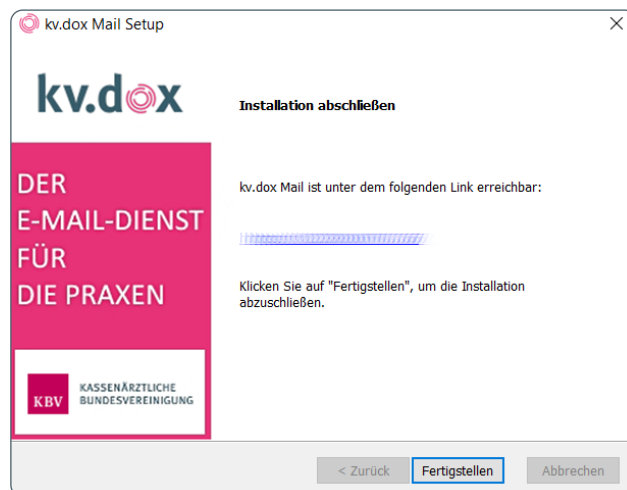 kv.dox Mail Setup
kv.dox
Installation abschließen
DER
E-MAIL-DIENST
FÜR
DIE PRAXEN
kv.dox Mail ist unter dem folgenden Link erreichbar:
Klicken Sie auf "Fertigstellen", um die Installation
abzuschließen.
KBV
KASSENÄRZTLICHE
BUNDESVEREINIGUNG
< Zurück
Fertigstellen
Abbrechen